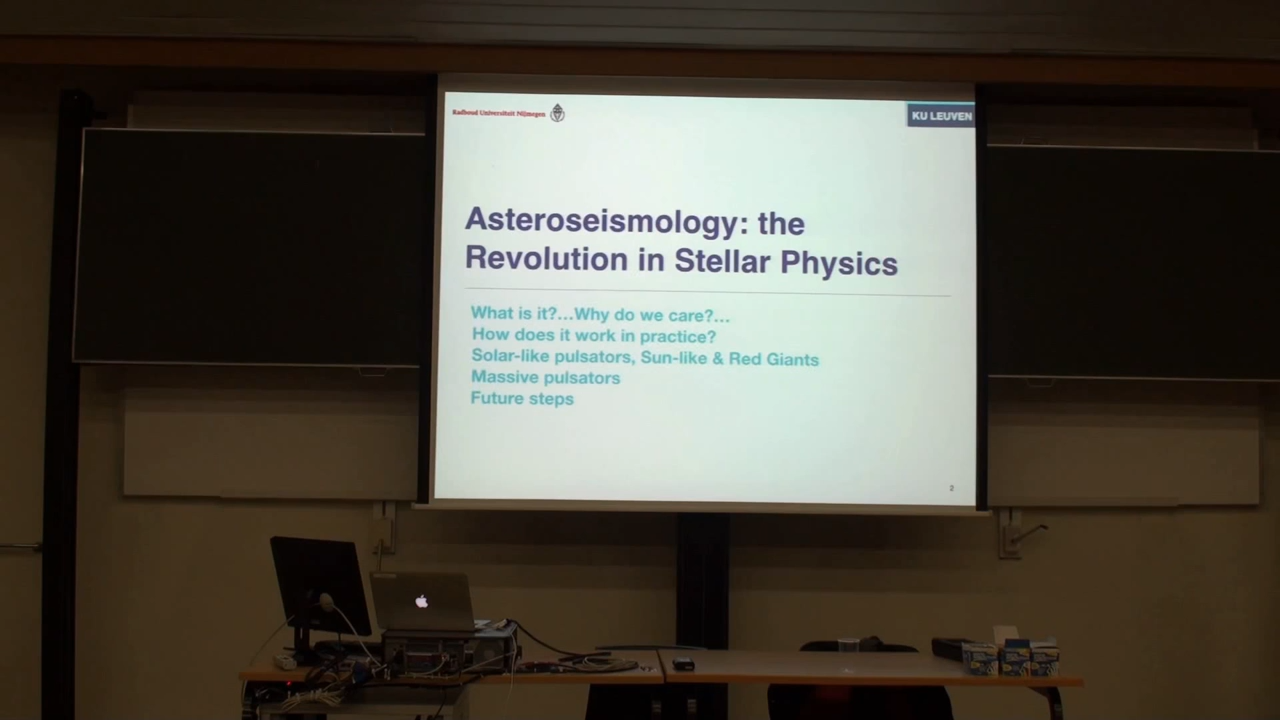 Radboud Universiteit Nijmegen
KU LEUVEN
Asteroseismology: the
Revolution in Stellar Physics
What is it?...Why do we care?...
How does it work in practice?
Solar-like pulsators, Sun-like & Red Giants
Massive pulsators
Future steps
2